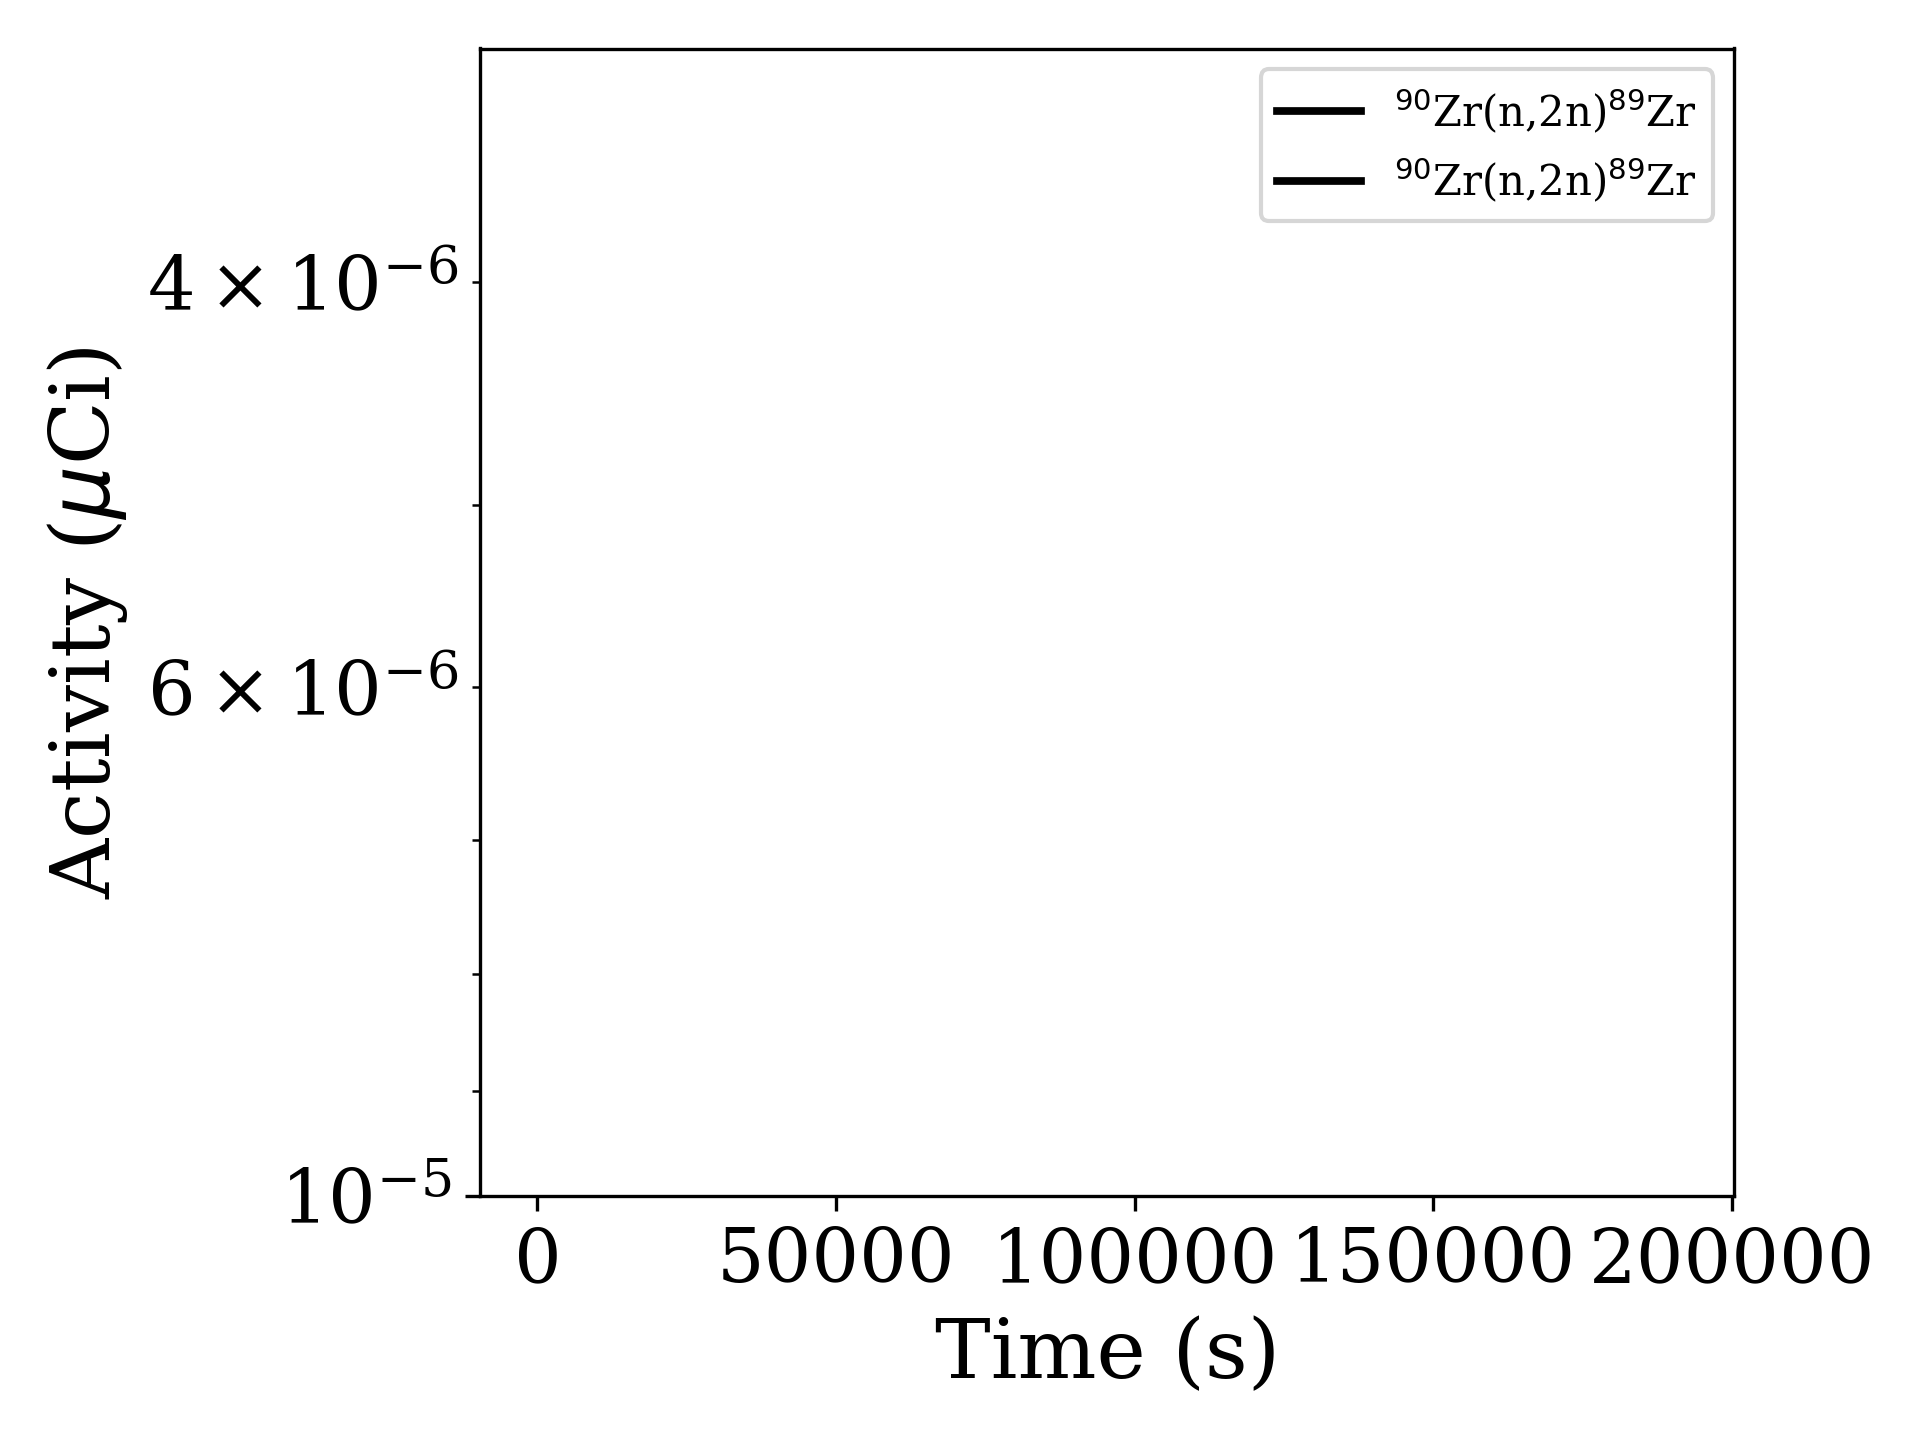 ⁹⁰Zr(n,2n)⁸⁹Zr
⁹⁰Zr(n,2n)⁸⁹Zr
4 × 10⁻⁶
6 × 10⁻⁶
10⁻⁵
Activity (μCi)
0 50000 100000 150000 200000
Time (s)